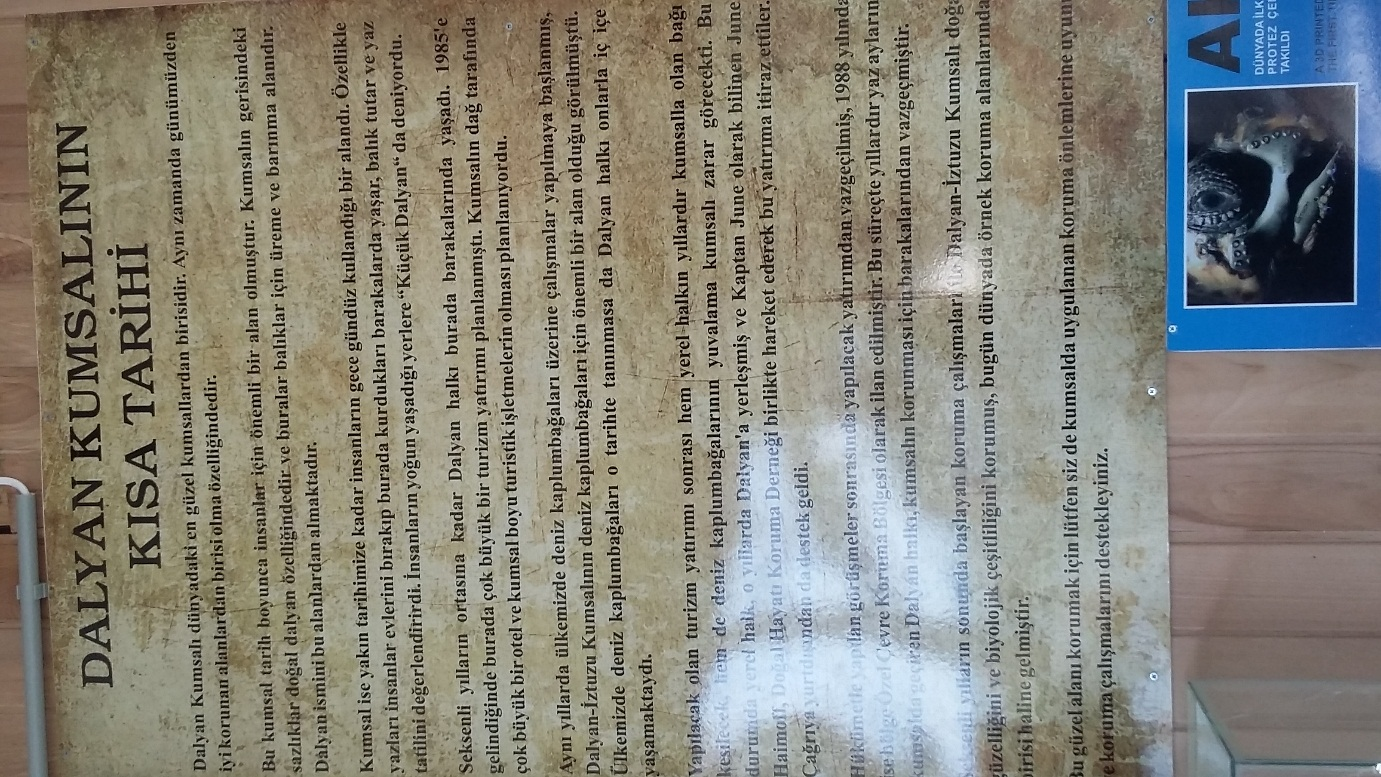 DALYAN KUMSALININ
KISA TARİHİ
Dalyan Kumsalı dünyadaki en güzel kumsallardan birisidir. Aynı zamanda günümüzden
iyi korunan alanlardan birisi olma özelliğindedir.
Bu kumsal tarih boyunca insanlar için önemli bir alan olmuştur. Kumsalın gerisindeki
sazlıklar doğal dalyan özelliğindedir ve buralar balıklar için üreme ve barınma alanıdır.
Dalyan ismini bu alanlardan almaktadır.
Kumsal ise yakın tarihimize kadar insanların gece gündüz kullandığı bir alandı. Özellikle
yazları insanlar evlerini bırakıp burada kurdukları barakalarda yaşar, balık tutar ve yaz
tatilini değerlendirirdi. İnsanların yoğun yaşadığı yerlere “Küçük Dalyan“ da deniyordu.
Seksenli yılların ortasına kadar Dalyan halkı burada barakalarında yaşadı. 1985'e
gelindiğinde burada çok büyük bir turizm yatırımı planlanmıştı. Kumsalın dağ tarafında
çok büyük bir otel ve kumsal boyu turistik işletmelerin olması planlanıyordu.
Aynı yıllarda ülkemizde deniz kaplumbağaları üzerine çalışmalar yapılmaya başlanmış,
Dalyan-İztuzu Kumsalının deniz kaplumbağaları için önemli bir alan olduğu görülmüştü.
Ülkemizde deniz kaplumbağaları o tarihte tanınmasa da Dalyan halkı onlarla iç içe
yaşamaktaydı.
Yapılacak olan turizm yatırımı sonrası hem yerel halkın yıllardır kumsalla olan bağı
kesilecek, hem de deniz kaplumbağalarının yuvalama kumsalı zarar görecekti. Bu
durumunda yerel halk, o yıllarda Dalyan'a yerleşmiş ve Kaptan June olarak bilinen June
Haimoff, Doğal Hayatı Koruma Derneği birlikte hareket ederek bu yatırıma itiraz ettiler.
Çağrıya yurtdışından da destek geldi.
Hükümetle yapılan görüşmeler sonrasında yapılacak yatırımdan vazgeçilmiş, 1988 yılında
ise bölge Özel Çevre Koruma Bölgesi olarak ilan edilmiştir. Bu süreçte yıllardır yaz ayların
kumsalda geçiren Dalyan halkı, kumsalın korunması için barakalarından vazgeçmiştir.
yılların sonunda başlayan koruma çalışmaları ile Dalyan-İztuzu Kumsalı doğa
güzelliğini ve biyolojik çeşitliliğini korumuş, bugün dünyada örnek koruma alanlarında
birisi haline gelmiştir.
Bu güzel alanı korumak için lütfen siz de kumsalda uygulanan koruma önlemlerine uyun
ve koruma çalışmalarını destekleyiniz.
DÜNYADA İLK
PROTEZ ÇE
TAKILDI
A 3D PRINTED
THE FIRST